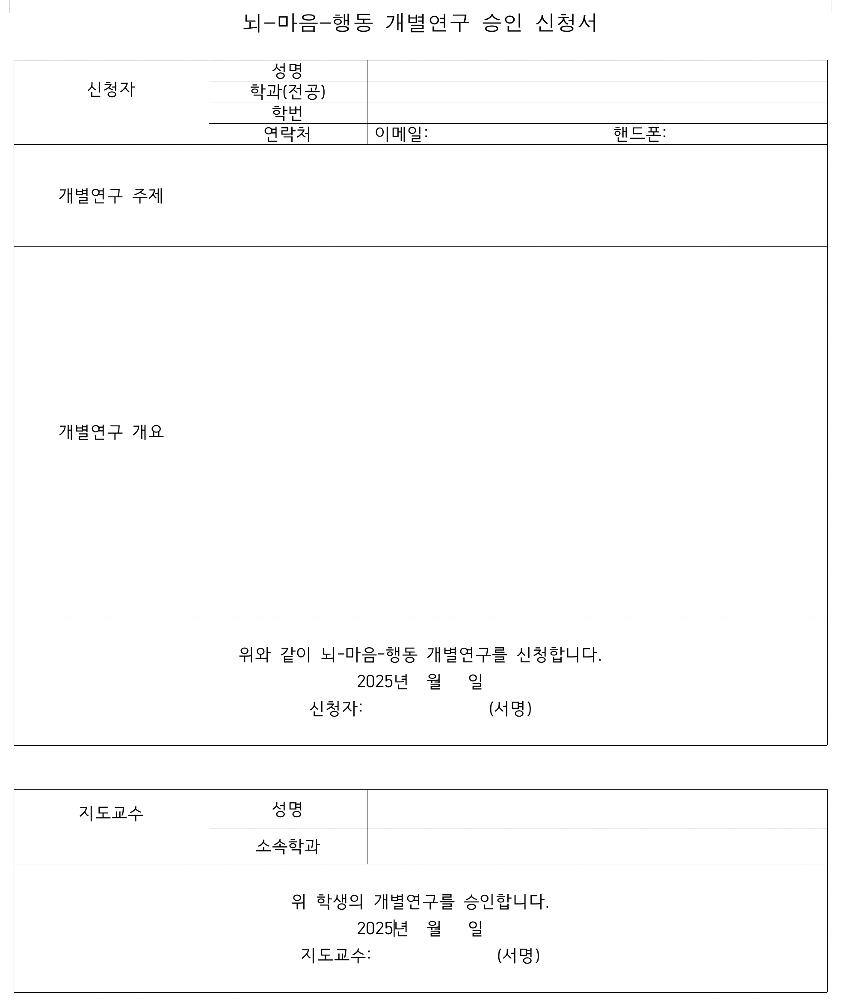 뇌-마음-행동 개별연구 승인 신청서
신청자
성명
학과(전공)
학번
연락처
이메일: 핸드폰:
개별연구 주제
개별연구 개요
위와 같이 뇌-마음-행동 개별연구를 신청합니다.
2025년 월 일
신청자: (서명)
지도교수
성명
소속학과
위 학생의 개별연구를 승인합니다.
2025년 월 일
지도교수: (서명)